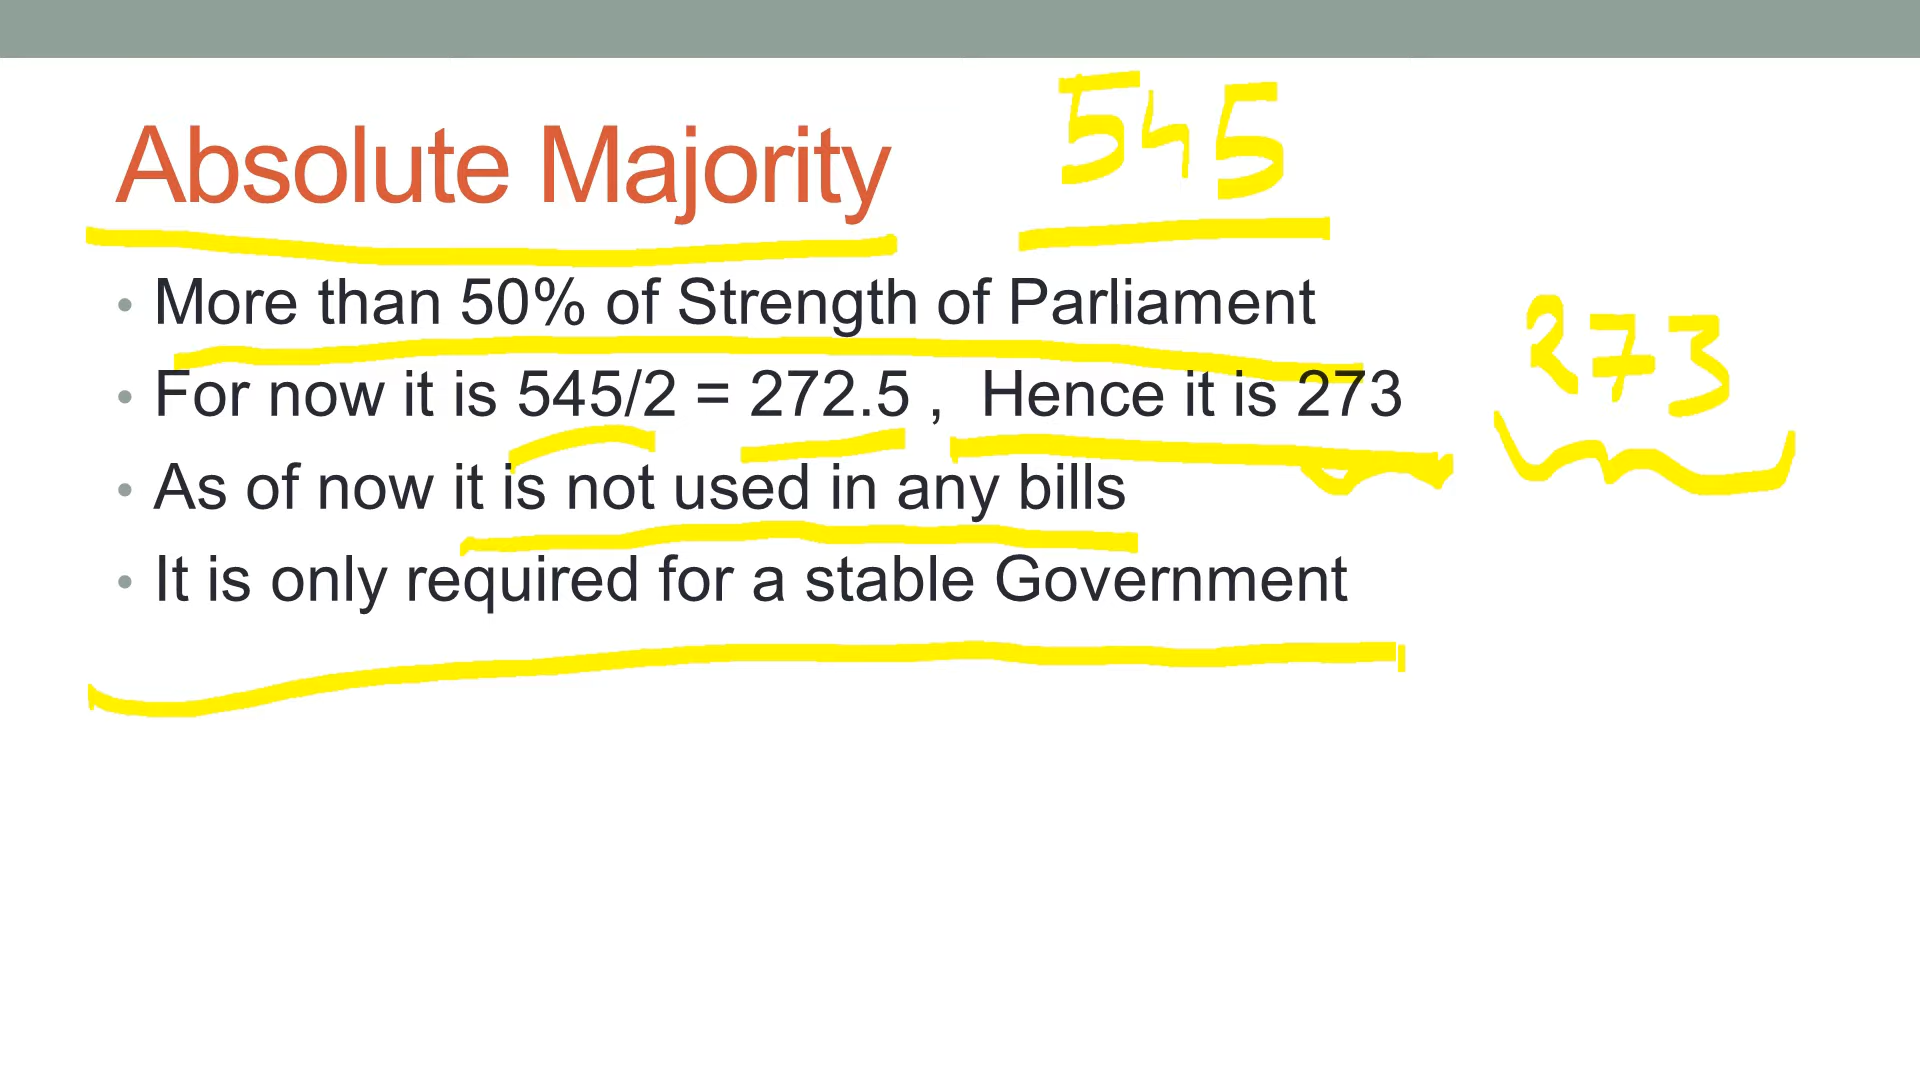 Absolute Majority
545
• More than 50% of Strength of Parliament
273
• For now it is 545/2 = 272.5 ,  Hence it is 273
• As of now it is not used in any bills
• It is only required for a stable Government